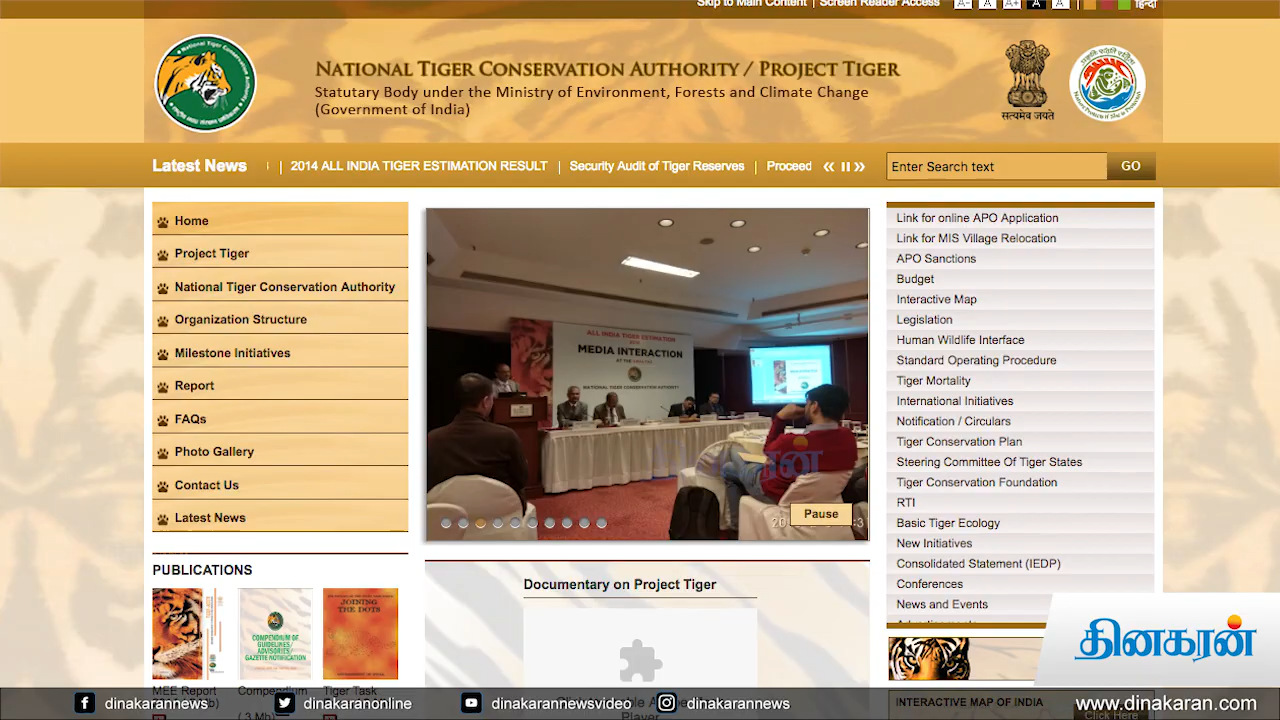 Skip to Main Content | Screen Reader Access A- A A+ A A हिन्दी
NATIONAL TIGER CONSERVATION AUTHORITY / PROJECT TIGER
Statutary Body under the Ministry of Environment, Forests and Climate Change
(Government of India)
सत्यमेव जयते
Latest News | 2014 ALL INDIA TIGER ESTIMATION RESULT | Security Audit of Tiger Reserves | Proceed
Enter Search text GO
Home
Project Tiger
National Tiger Conservation Authority
Organization Structure
Milestone Initiatives
Report
FAQs
Photo Gallery
Contact Us
Latest News
PUBLICATIONS
JOINING
THE DOTS
COMPENDIUM OF
GUIDELINES/
ADVISORIES/
GAZETTE NOTIFICATION
MEE Report
Compendium
Tiger Task
( 3 Mb)
ALL INDIA TIGER ESTIMATION
MEDIA INTERACTION
NATIONAL TIGER CONSERVATION AUTHORITY
Pause
Documentary on Project Tiger
Player
Link for online APO Application
Link for MIS Village Relocation
APO Sanctions
Budget
Interactive Map
Legislation
Human Wildlife Interface
Standard Operating Procedure
Tiger Mortality
International Initiatives
Notification / Circulars
Tiger Conservation Plan
Steering Committee Of Tiger States
Tiger Conservation Foundation
RTI
Basic Tiger Ecology
New Initiatives
Consolidated Statement (IEDP)
Conferences
News and Events
தினகரன்
INTERACTIVE MAP OF INDIA
Click Here
dinakarannews dinakaranonline dinakarannewsvideo dinakarannews www.dinakaran.com